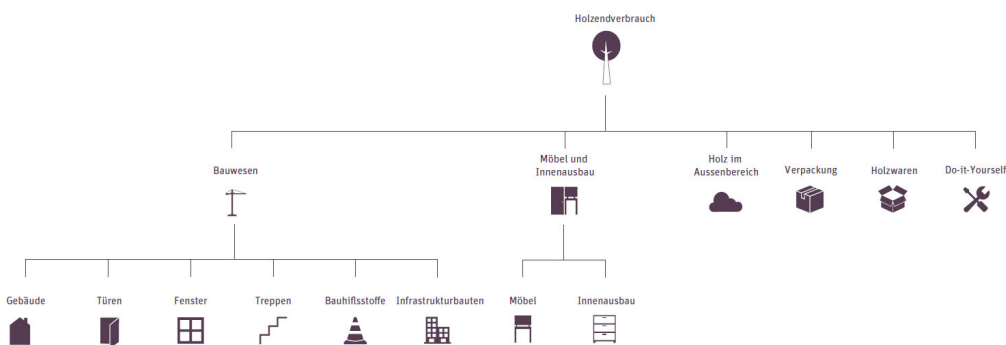 Holzendverbrauch
Bauwesen
Möbel und
Innenausbau
Holz im
Aussenbereich
Verpackung
Holzwaren
Do-it-Yourself
Gebäude
Türen
Fenster
Treppen
Bauhiflsstoffe
Infrastrukturbauten
Möbel
Innenausbau